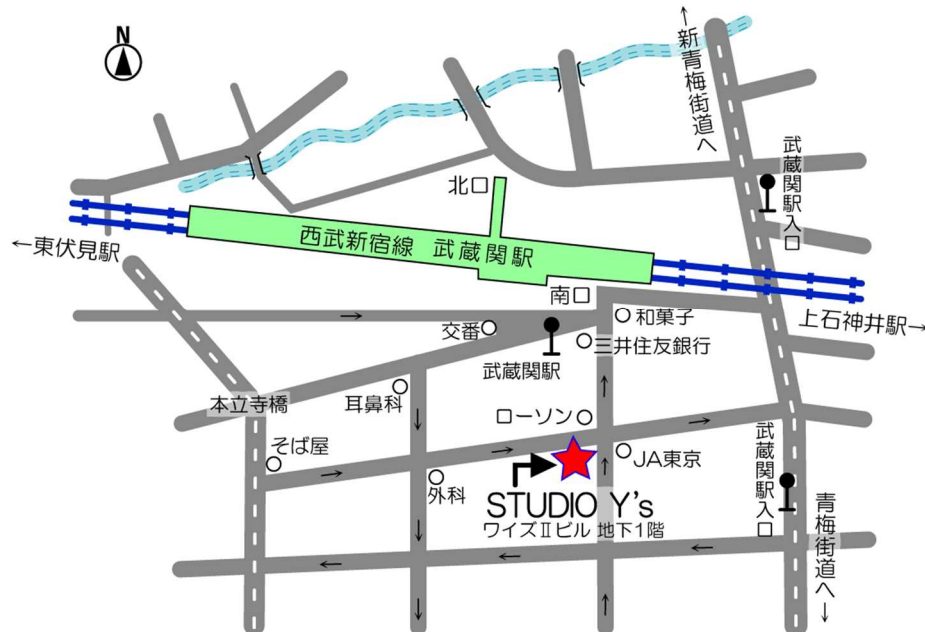 N
←新青梅街道へ
武蔵関駅入口
北口
西武新宿線 武蔵関駅
←東伏見駅
南口
上石神井駅→
和菓子
交番
三井住友銀行
武蔵関駅
耳鼻科
本立寺橋
ローソン
そば屋
JA東京
外科
武蔵関駅入口
STUDIO Y's
ワイズⅡビル 地下1階
青梅街道へ→